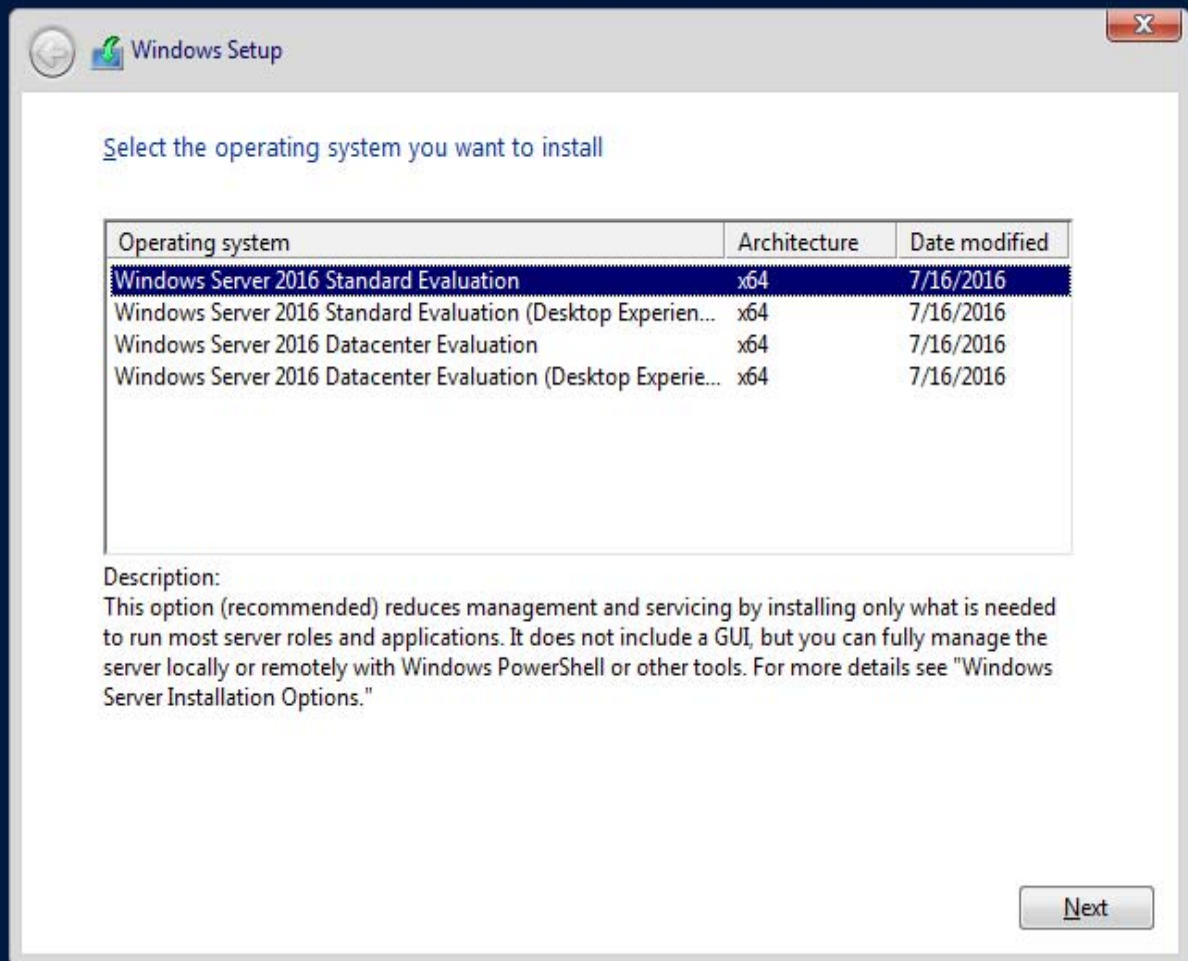 Windows Setup
X
Select the operating system you want to install
Operating system Architecture Date modified
Windows Server 2016 Standard Evaluation x64 7/16/2016
Windows Server 2016 Standard Evaluation (Desktop Experien... x64 7/16/2016
Windows Server 2016 Datacenter Evaluation x64 7/16/2016
Windows Server 2016 Datacenter Evaluation (Desktop Experie... x64 7/16/2016
Description:
This option (recommended) reduces management and servicing by installing only what is needed
to run most server roles and applications. It does not include a GUI, but you can fully manage the
server locally or remotely with Windows PowerShell or other tools. For more details see "Windows
Server Installation Options."
Next